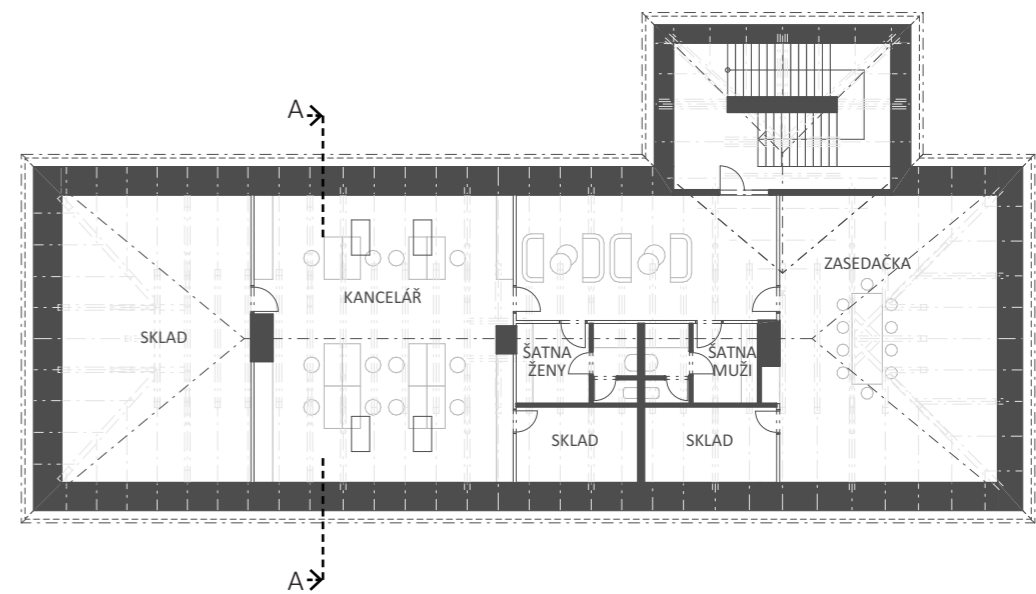 A
ZASEDAČKA
KANCELÁŘ
SKLAD
ŠATNA
ŽENY
ŠATNA
MUŽI
SKLAD
SKLAD
A